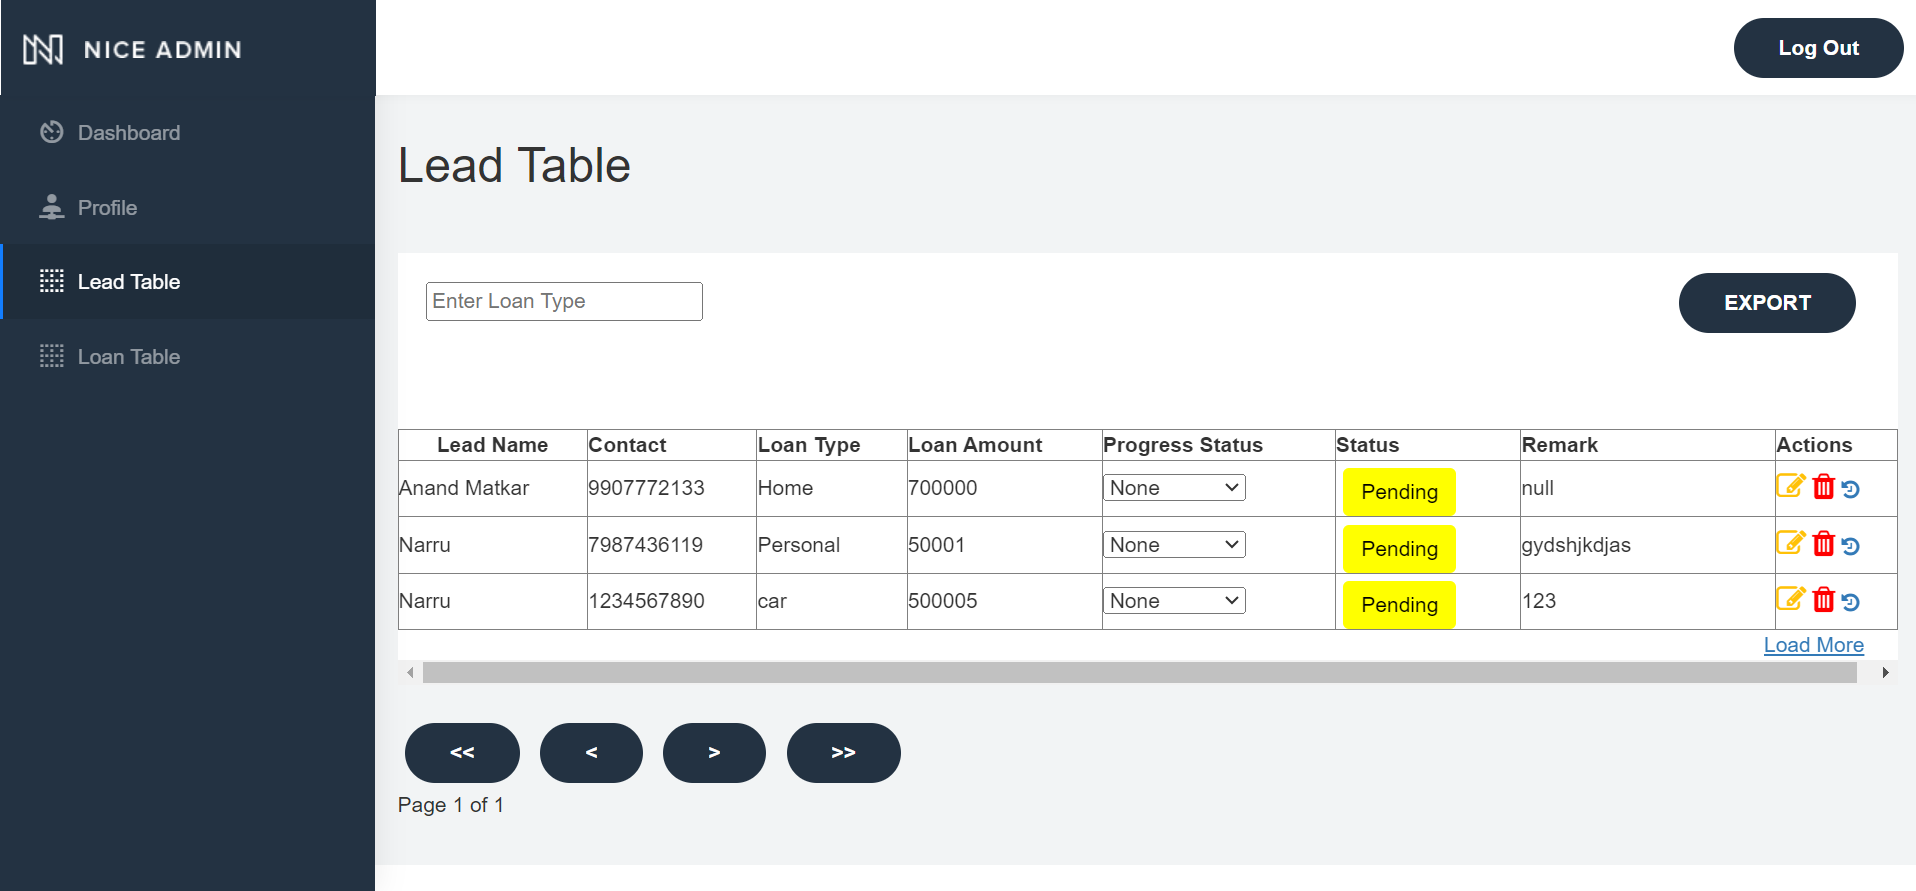 NICE ADMIN
Log Out
Dashboard
Profile
Lead Table
Loan Table
Lead Table
Enter Loan Type
EXPORT
Lead Name Contact Loan Type Loan Amount Progress Status Status Remark Actions
Anand Matkar 9907772133 Home 700000 None Pending null
Narru 7987436119 Personal 50001 None Pending gydshjkdjas
Narru 1234567890 car 500005 None Pending 123
Load More
<< < > >>
Page 1 of 1